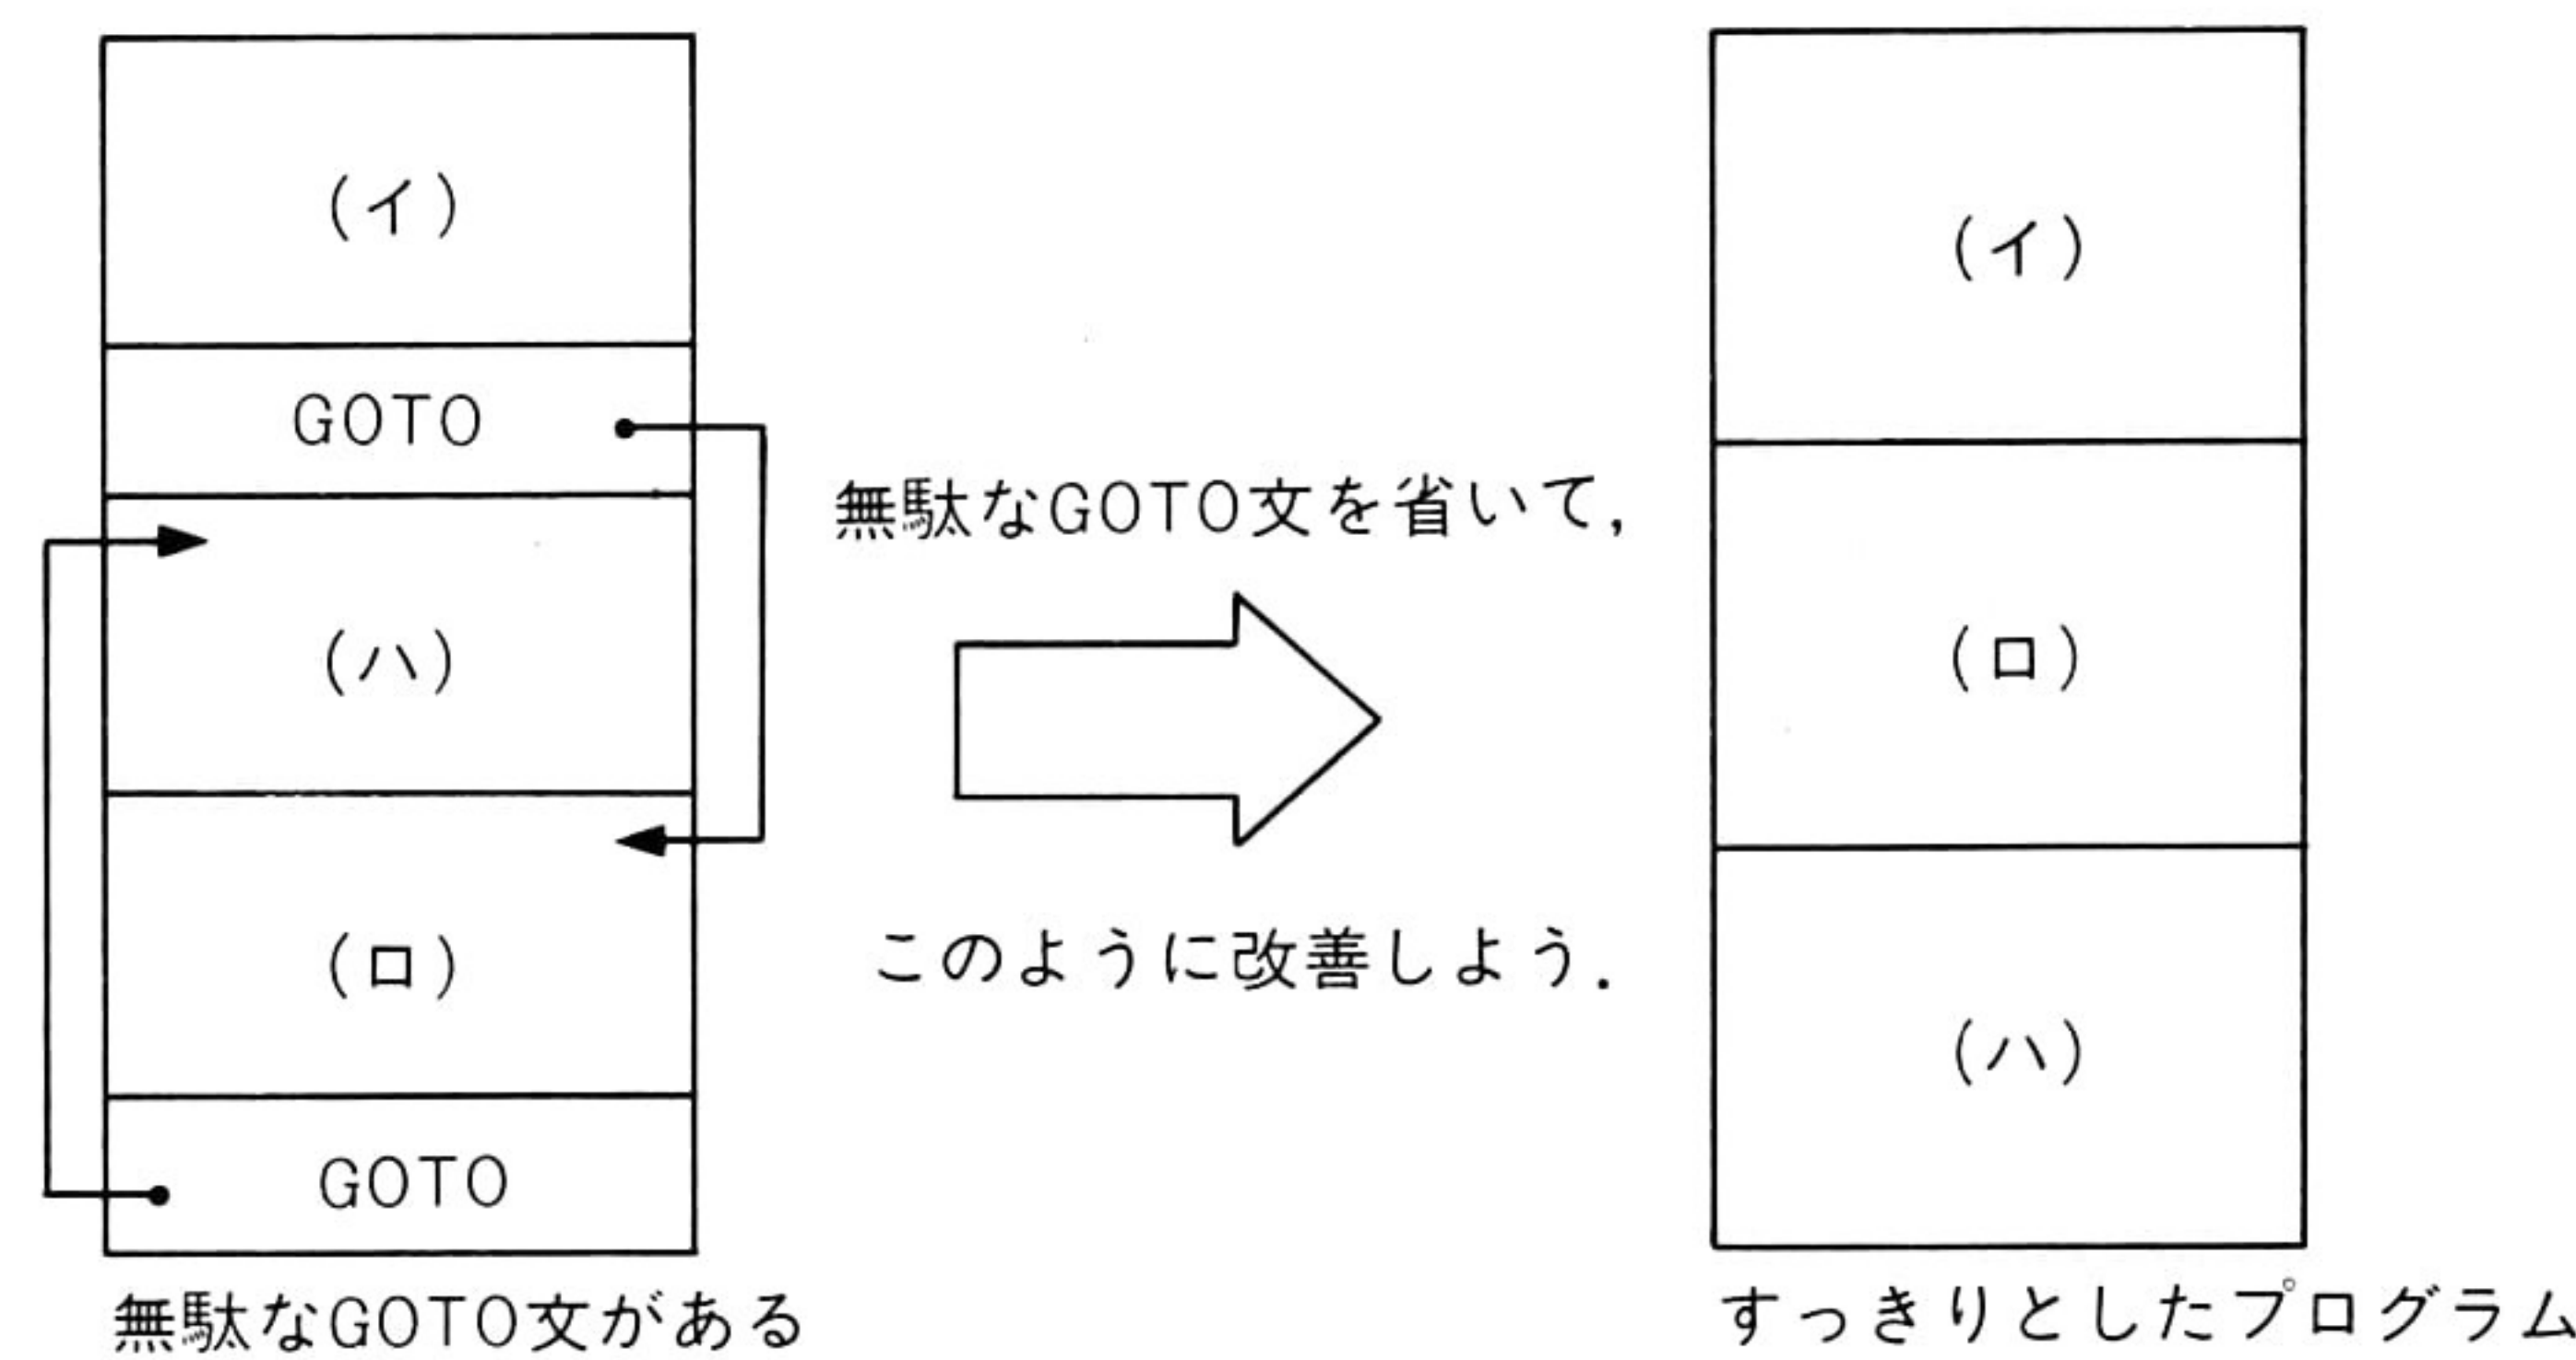 (イ)
GOTO
(ハ)
(ロ)
GOTO
無駄なGOTO文がある
無駄なGOTO文を省いて,
このように改善しよう.
(イ)
(ロ)
(ハ)
すっきりとしたプログラム